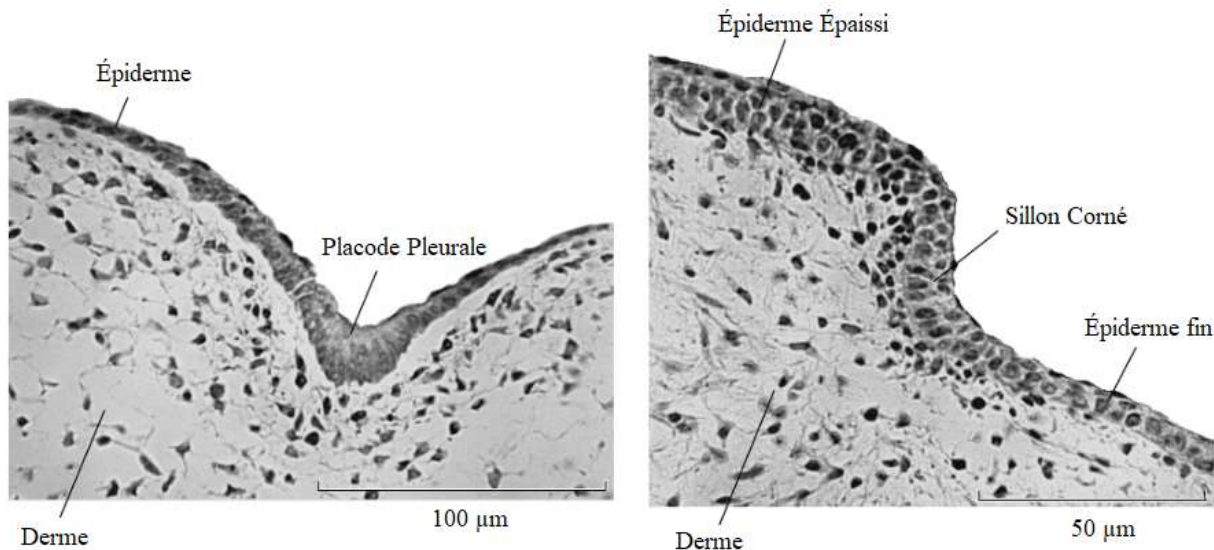 Épiderme
Placode Pleurale
Derme
100 µm
Épiderme Épaissi
Sillon Corné
Épiderme fin
Derme
50 µm